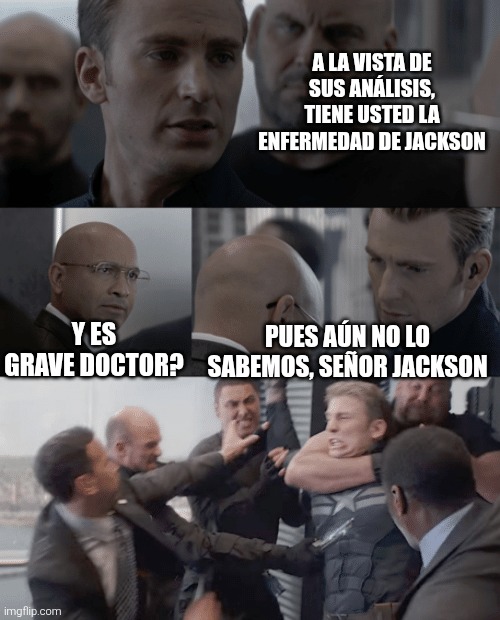 A LA VISTA DE
SUS ANÁLISIS,
TIENE USTED LA
ENFERMEDAD DE JACKSON
Y ES
GRAVE DOCTOR?
PUES AÚN NO LO
SABEMOS, SEÑOR JACKSON
imgflip.com